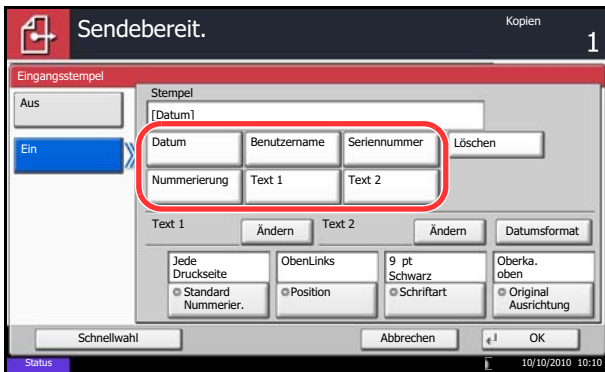 Sendebereit.
Kopien
1
Eingangsstempel
Aus
Ein
Stempel
[Datum]
Datum
Benutzername
Seriennummer
Löschen
Nummerierung
Text 1
Text 2
Text 1
Ändern
Text 2
Ändern
Datumsformat
Jede
Druckseite
ObenLinks
9 pt
Schwarz
Oberka.
oben
Standard
Nummerier.
Position
Schriftart
Original
Ausrichtung
Schnellwahl
Abbrechen
OK
Status
10/10/2010 10:10